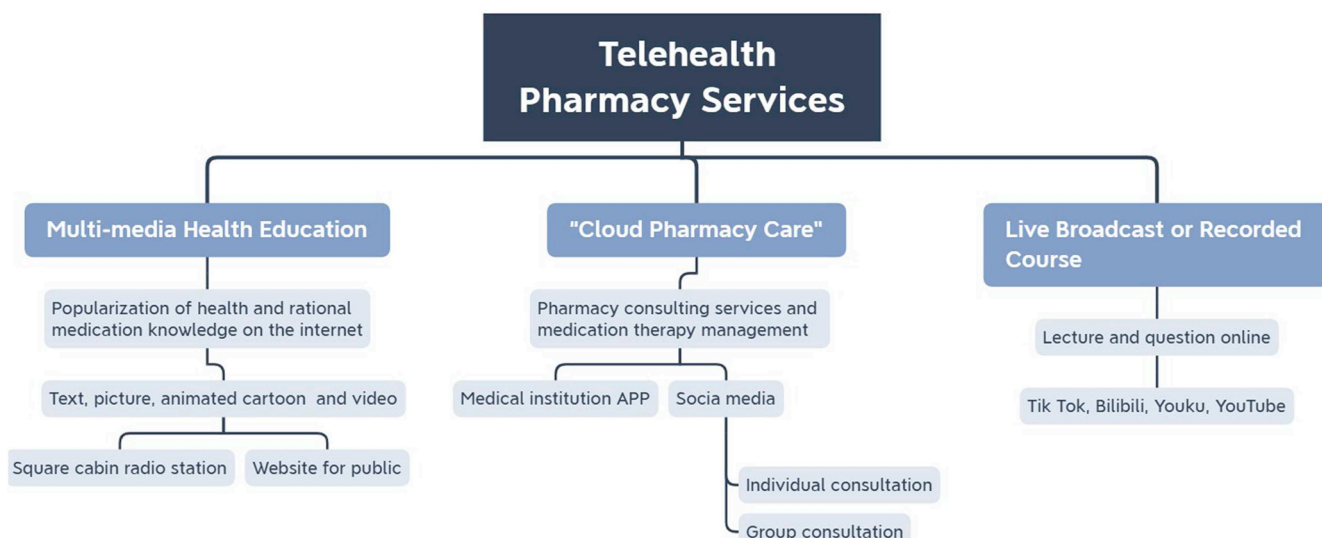 Telehealth
Pharmacy Services
Multi-media Health Education
"Cloud Pharmacy Care"
Live Broadcast or Recorded
Course
Popularization of health and rational
medication knowledge on the internet
Pharmacy consulting services and
medication therapy management
Lecture and question online
Text, picture, animated cartoon and video
Medical institution APP
Socia media
Tik Tok, Bilibili, Youku, YouTube
Square cabin radio station
Website for public
Individual consultation
Group consultation